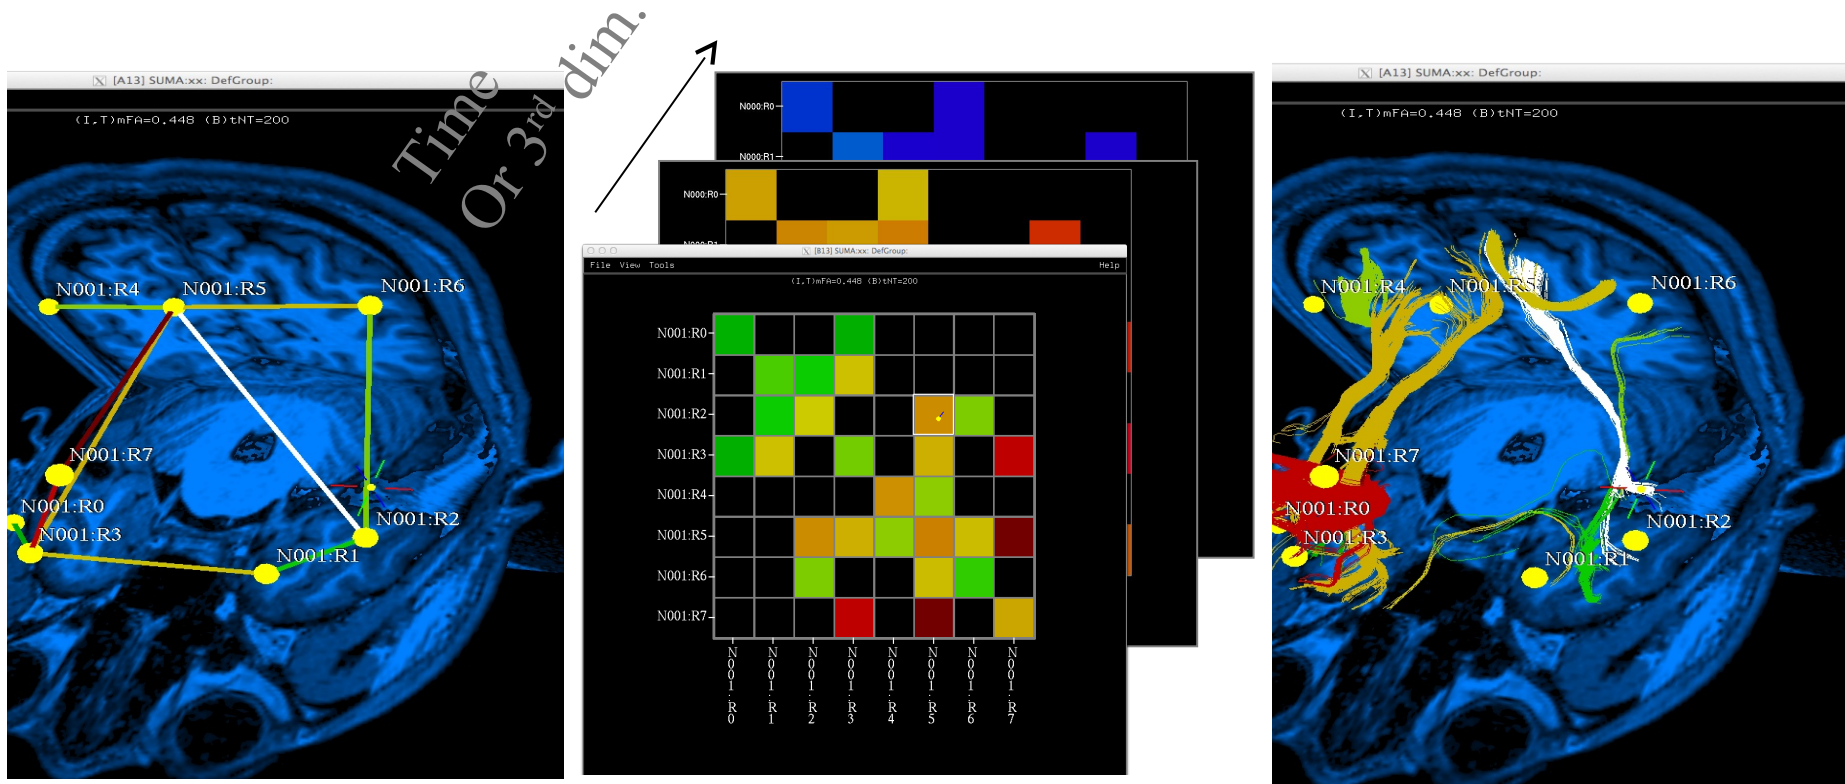 [A13] SUMA:xx: DefGroup:
(I,T)mFA=0.448 (B)tNT=200
N001:R4
N001:R5
N001:R6
N001:R7
N001:R0
N001:R3
N001:R2
N001:R1
Time
Or 3rd dim.
N000:R0
N000:R1
N000:R0
N000:R1
[B13] SUMA:xx: DefGroup:
File View Tools Help
(I,T)mFA=0.448 (B)tNT=200
N001:R0
N001:R1
N001:R2
N001:R3
N001:R4
N001:R5
N001:R6
N001:R7
N001:R0
N001:R1
N001:R2
N001:R3
N001:R4
N001:R5
N001:R6
N001:R7
[A13] SUMA:xx: DefGroup:
(I,T)mFA=0.448 (B)tNT=200
N001:R4
N001:R5
N001:R6
N001:R7
N001:R0
N001:R3
N001:R2
N001:R1